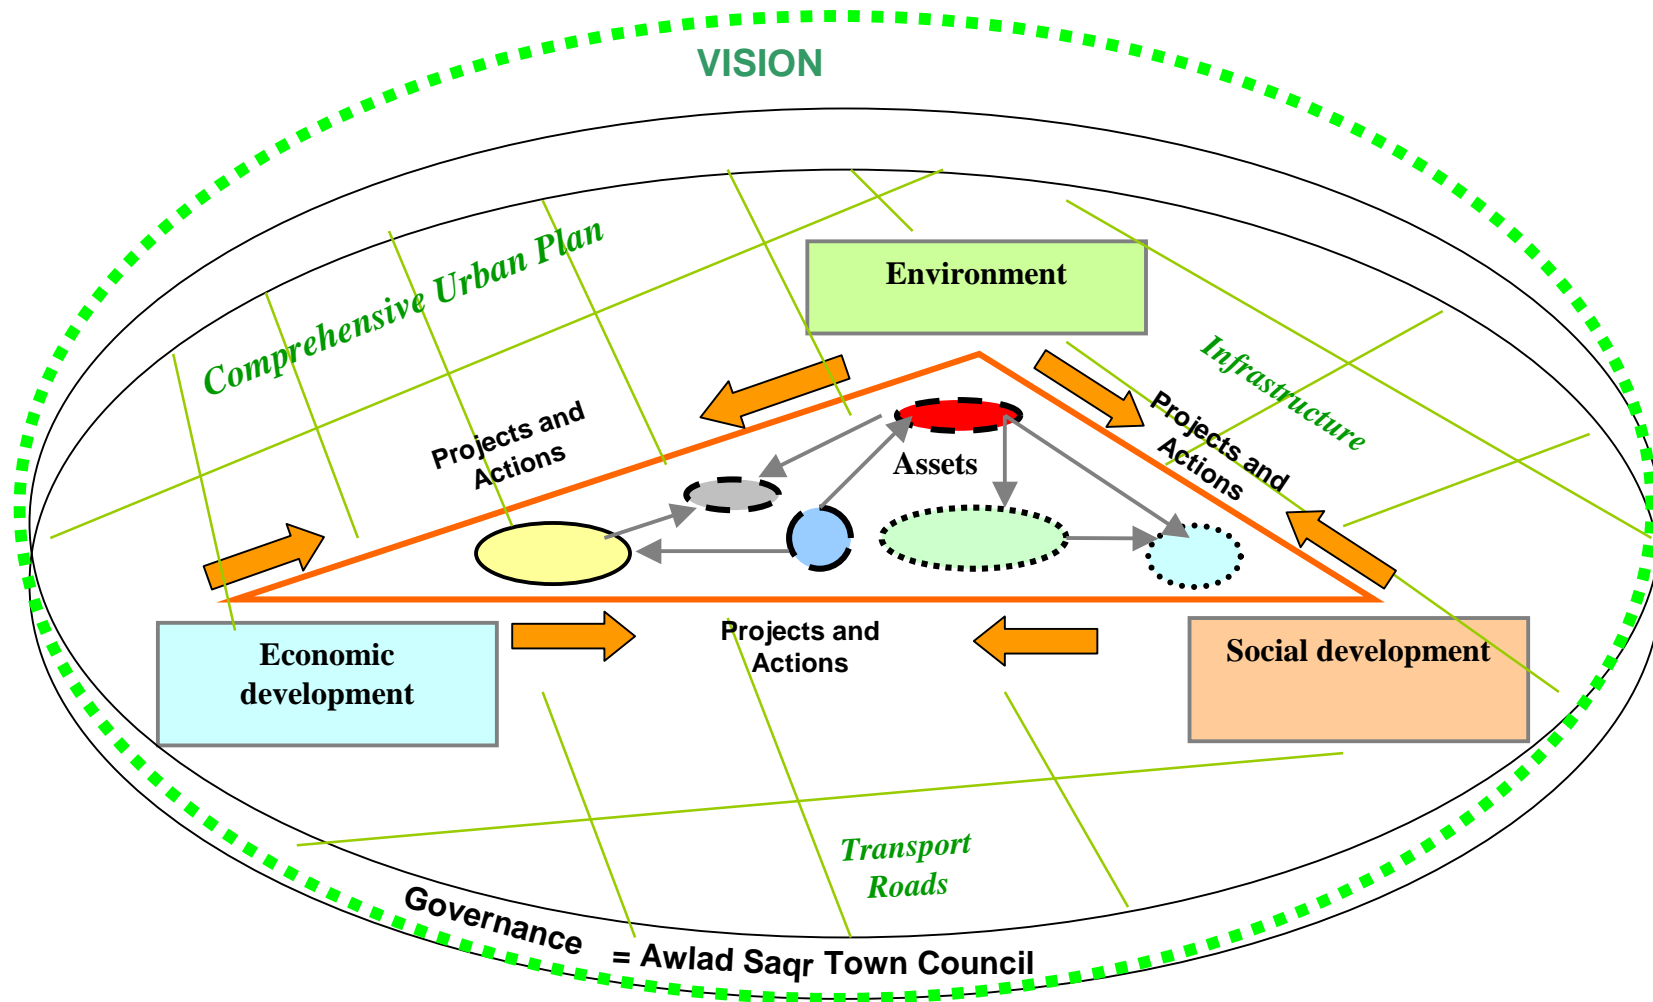 VISION
Comprehensive Urban Plan
Environment
Infrastructure
Projects and
Actions
Projects and
Actions
Assets
Economic
development
Projects and
Actions
Social development
Transport
Roads
Governance = Awlad Saqr Town Council